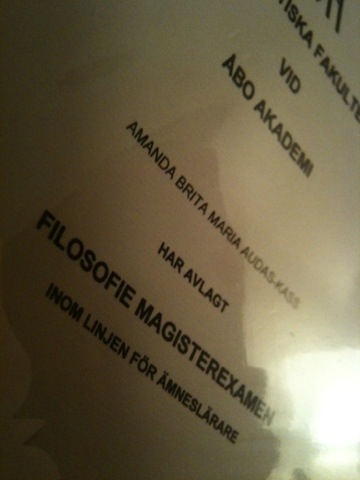 VID
ÅBO AKADEMI
AMANDA BRITA MARIA AUDAS-KASS
HAR AVLAGT
FILOSOFIE MAGISTEREXAMEN
INOM LINJEN FÖR ÄMNESLÄRARE